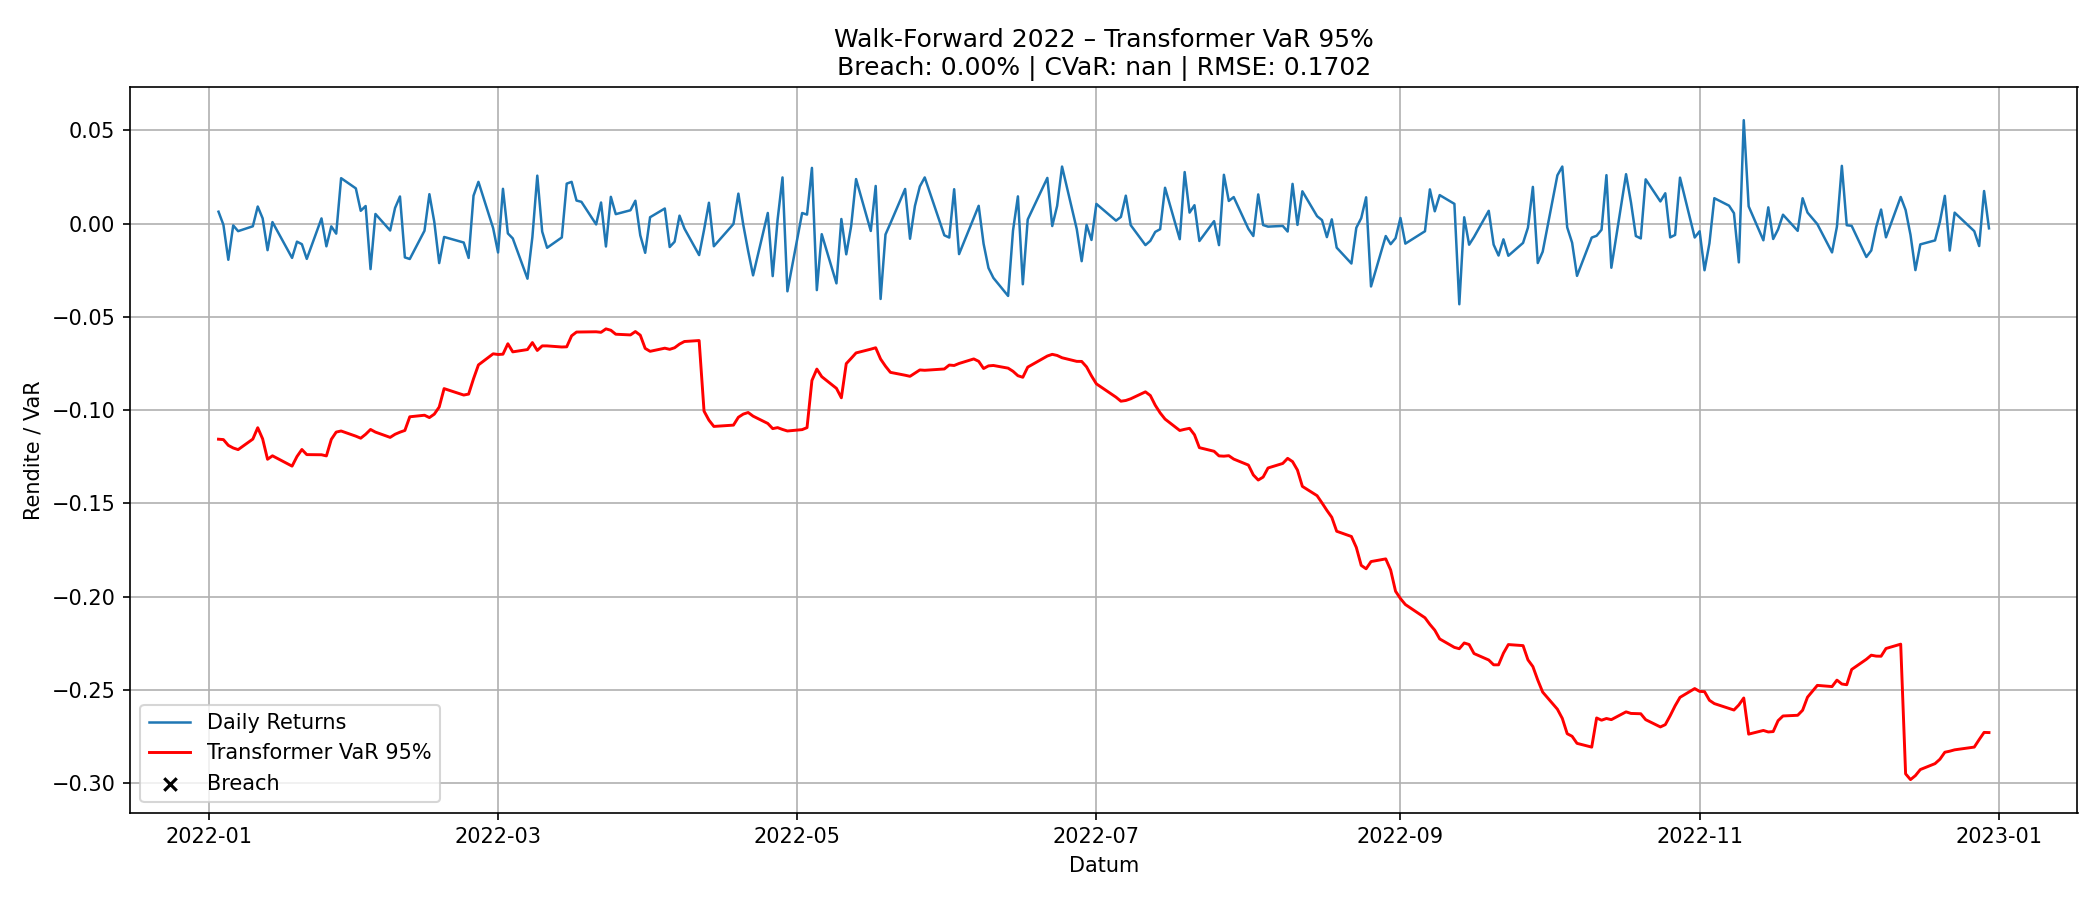 Walk-Forward 2022 – Transformer VaR 95%
Breach: 0.00% | CVaR: nan | RMSE: 0.1702
Rendite / VaR
0.05
0.00
−0.05
−0.10
−0.15
−0.20
−0.25
−0.30
Daily Returns
Transformer VaR 95%
Breach
2022-01
2022-03
2022-05
2022-07
2022-09
2022-11
2023-01
Datum